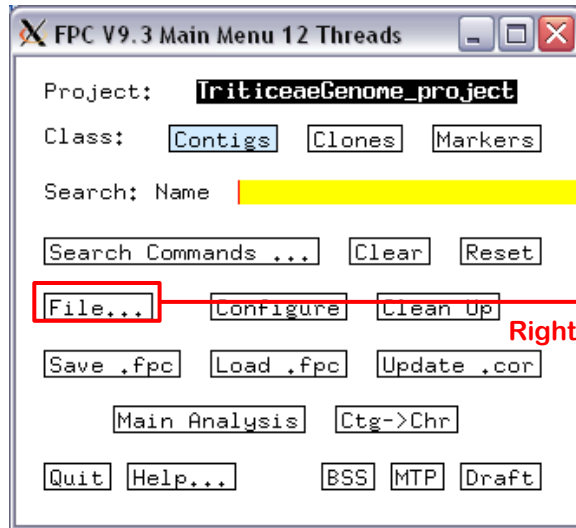 FPC V9.3 Main Menu 12 Threads
Project: TriticeaeGenome_project
Class: Contigs Clones Markers
Search: Name
Search Commands ... Clear Reset
File... Configure Clean Up
Right
Save .fpc Load .fpc Update .cor
Main Analysis Ctg->Chr
Quit Help... BSS MTP Draft